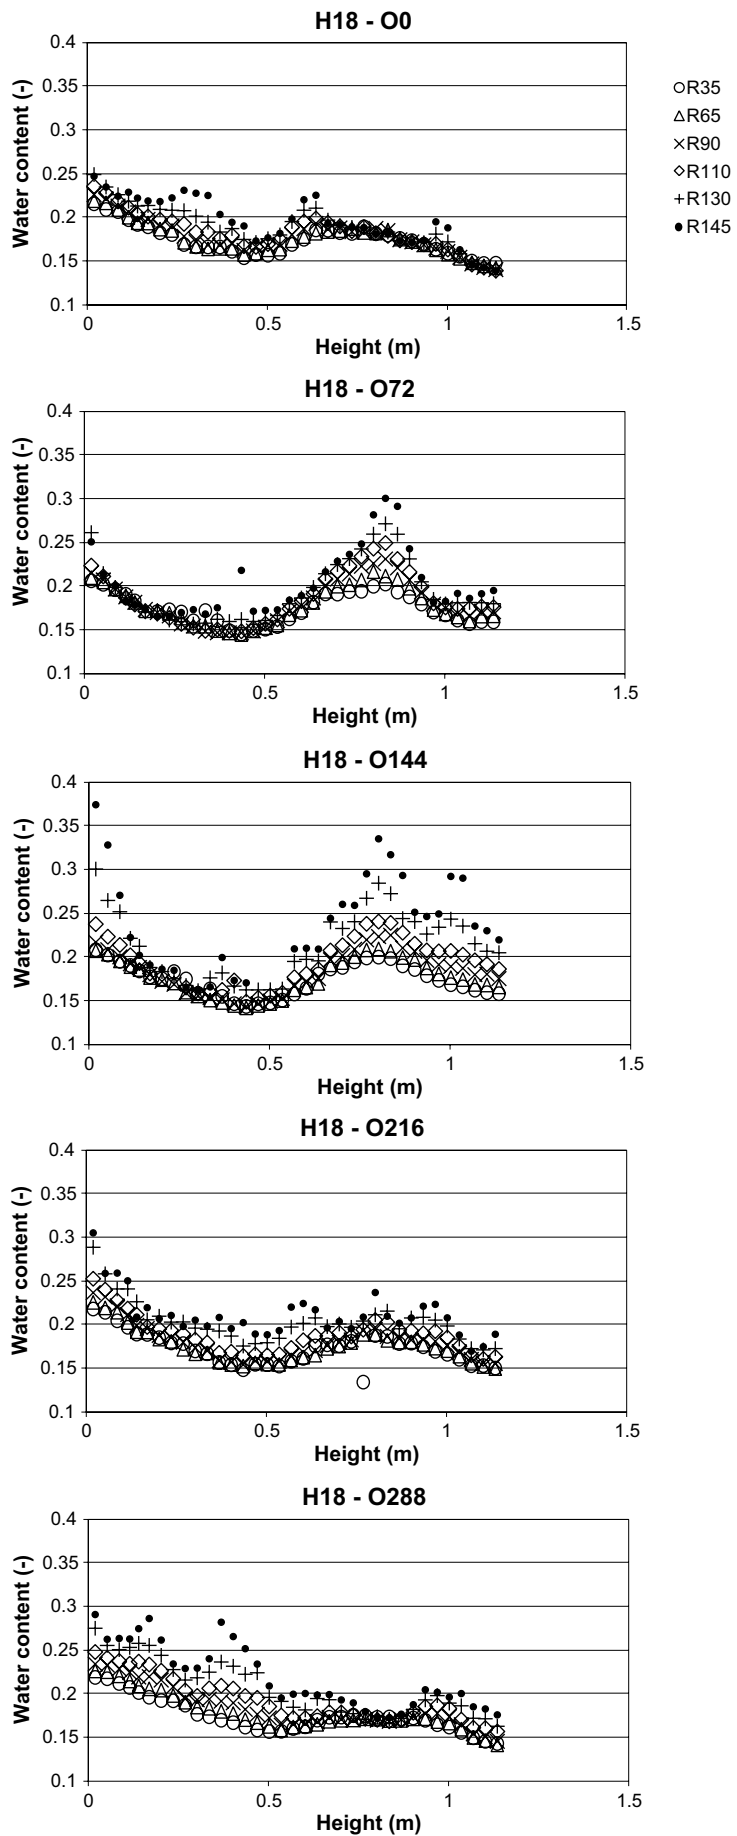 H18 - O0
Water content (-)
0.4
0.35
0.3
0.25
0.2
0.15
0.1
0
0.5
1
1.5
Height (m)
R35
R65
R90
R110
R130
R145
H18 - O72
Water content (-)
0.4
0.35
0.3
0.25
0.2
0.15
0.1
0
0.5
1
1.5
Height (m)
H18 - O144
Water content (-)
0.4
0.35
0.3
0.25
0.2
0.15
0.1
0
0.5
1
1.5
Height (m)
H18 - O216
Water content (-)
0.4
0.35
0.3
0.25
0.2
0.15
0.1
0
0.5
1
1.5
Height (m)
H18 - O288
Water content (-)
0.4
0.35
0.3
0.25
0.2
0.15
0.1
0
0.5
1
1.5
Height (m)